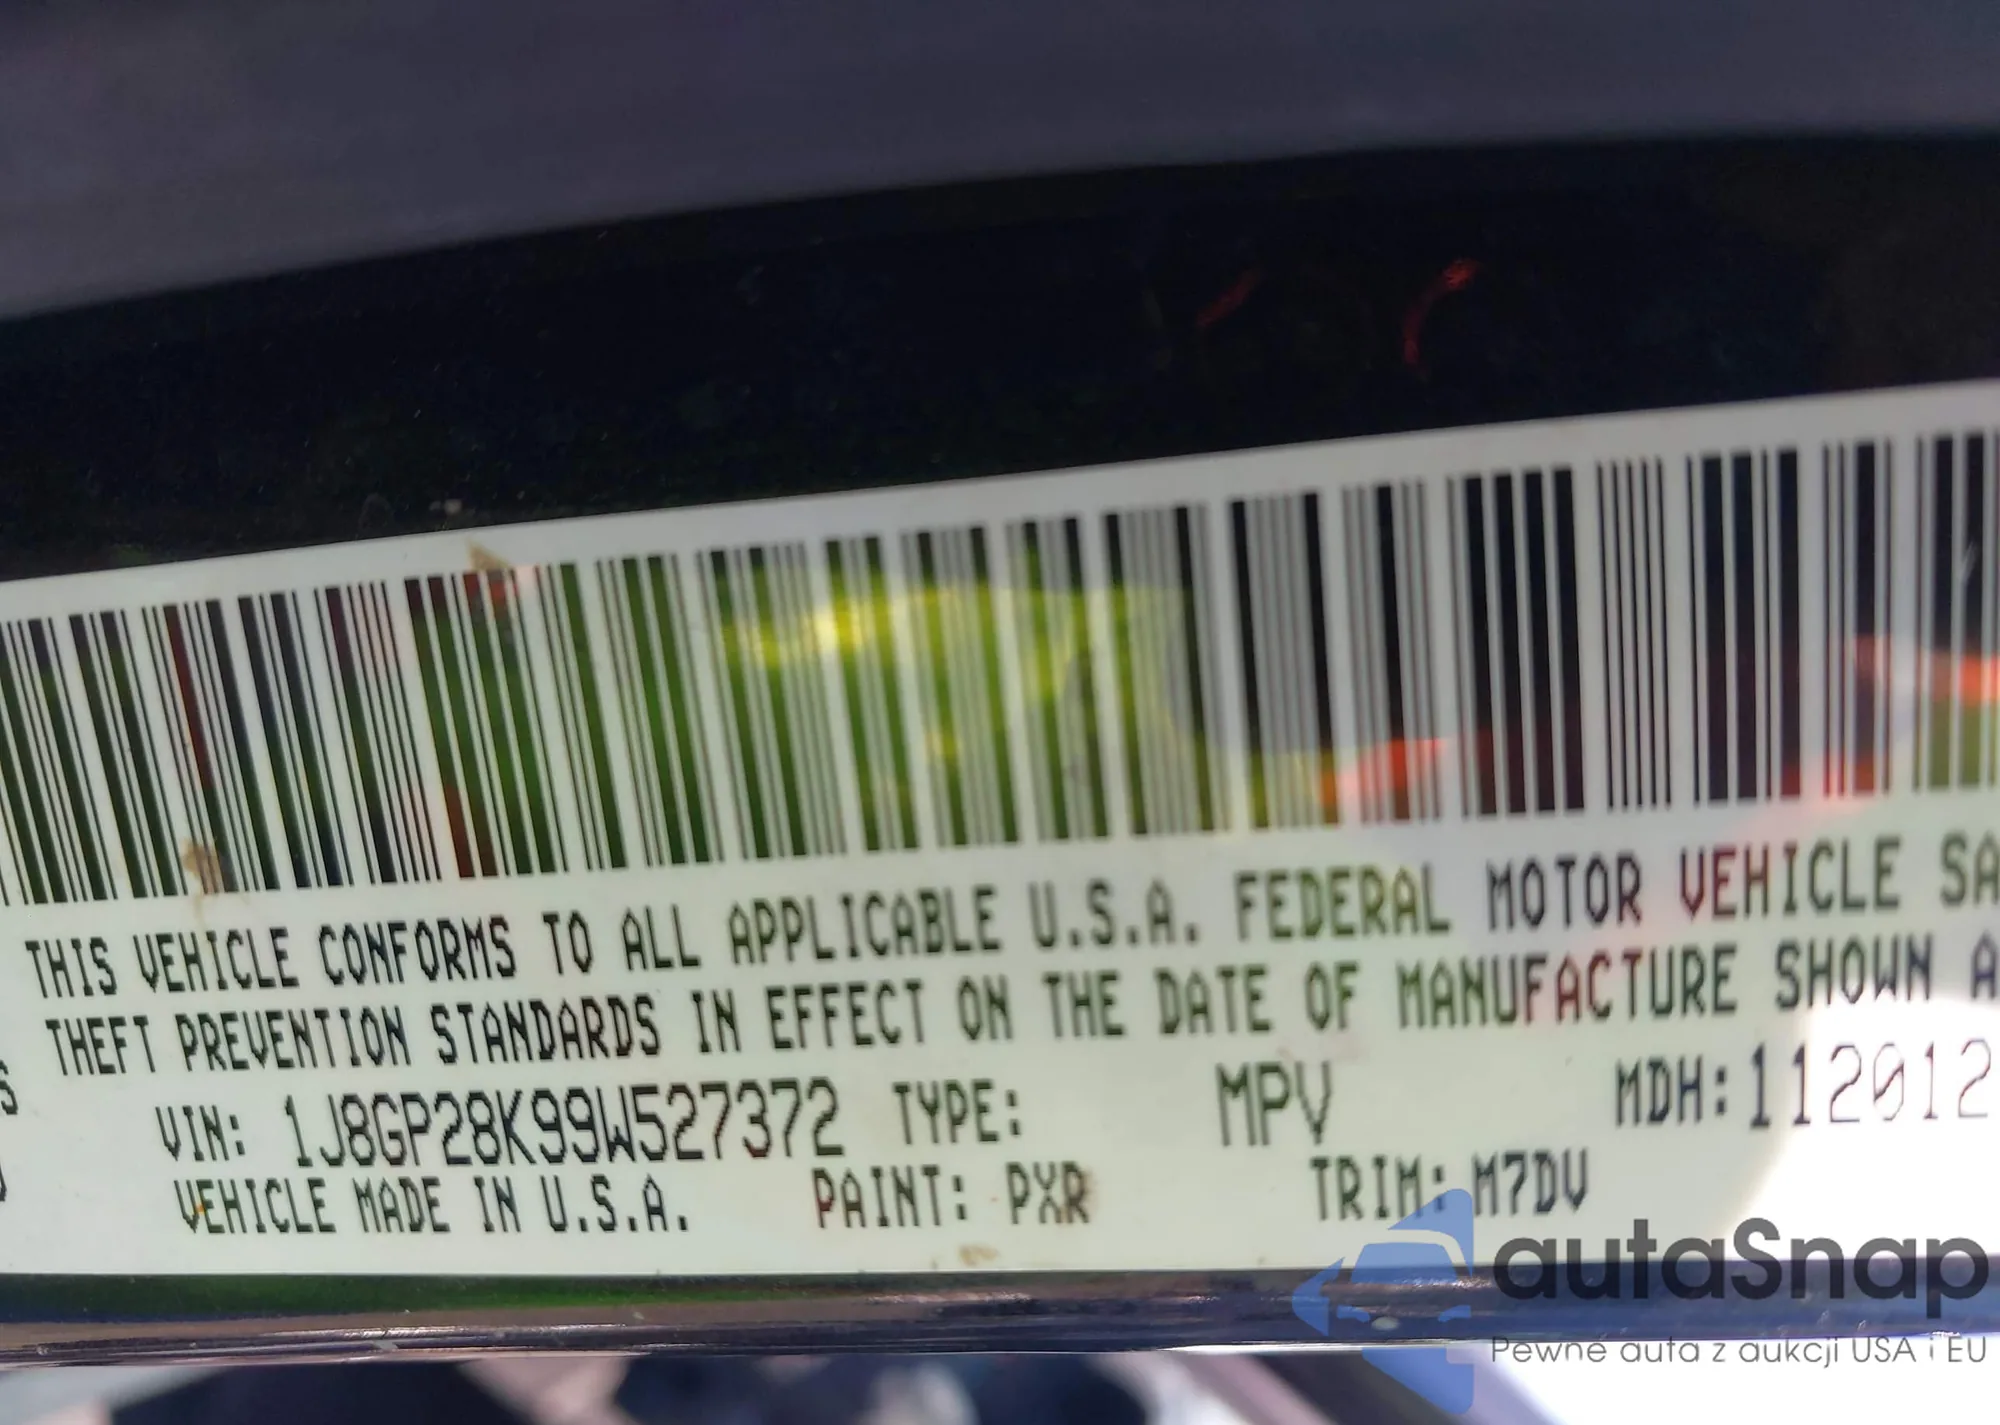 THIS VEHICLE CONFORMS TO ALL APPLICABLE U.S.A. FEDERAL MOTOR VEHICLE SA
THEFT PREVENTION STANDARDS IN EFFECT ON THE DATE OF MANUFACTURE SHOWN A
VIN: 1J8GP28K99W527372 TYPE: MPV MDH: 112012
VEHICLE MADE IN U.S.A. PAINT: PXR TRIM: M7DV
autaSnap
Pewne auta z aukcji USA i EU